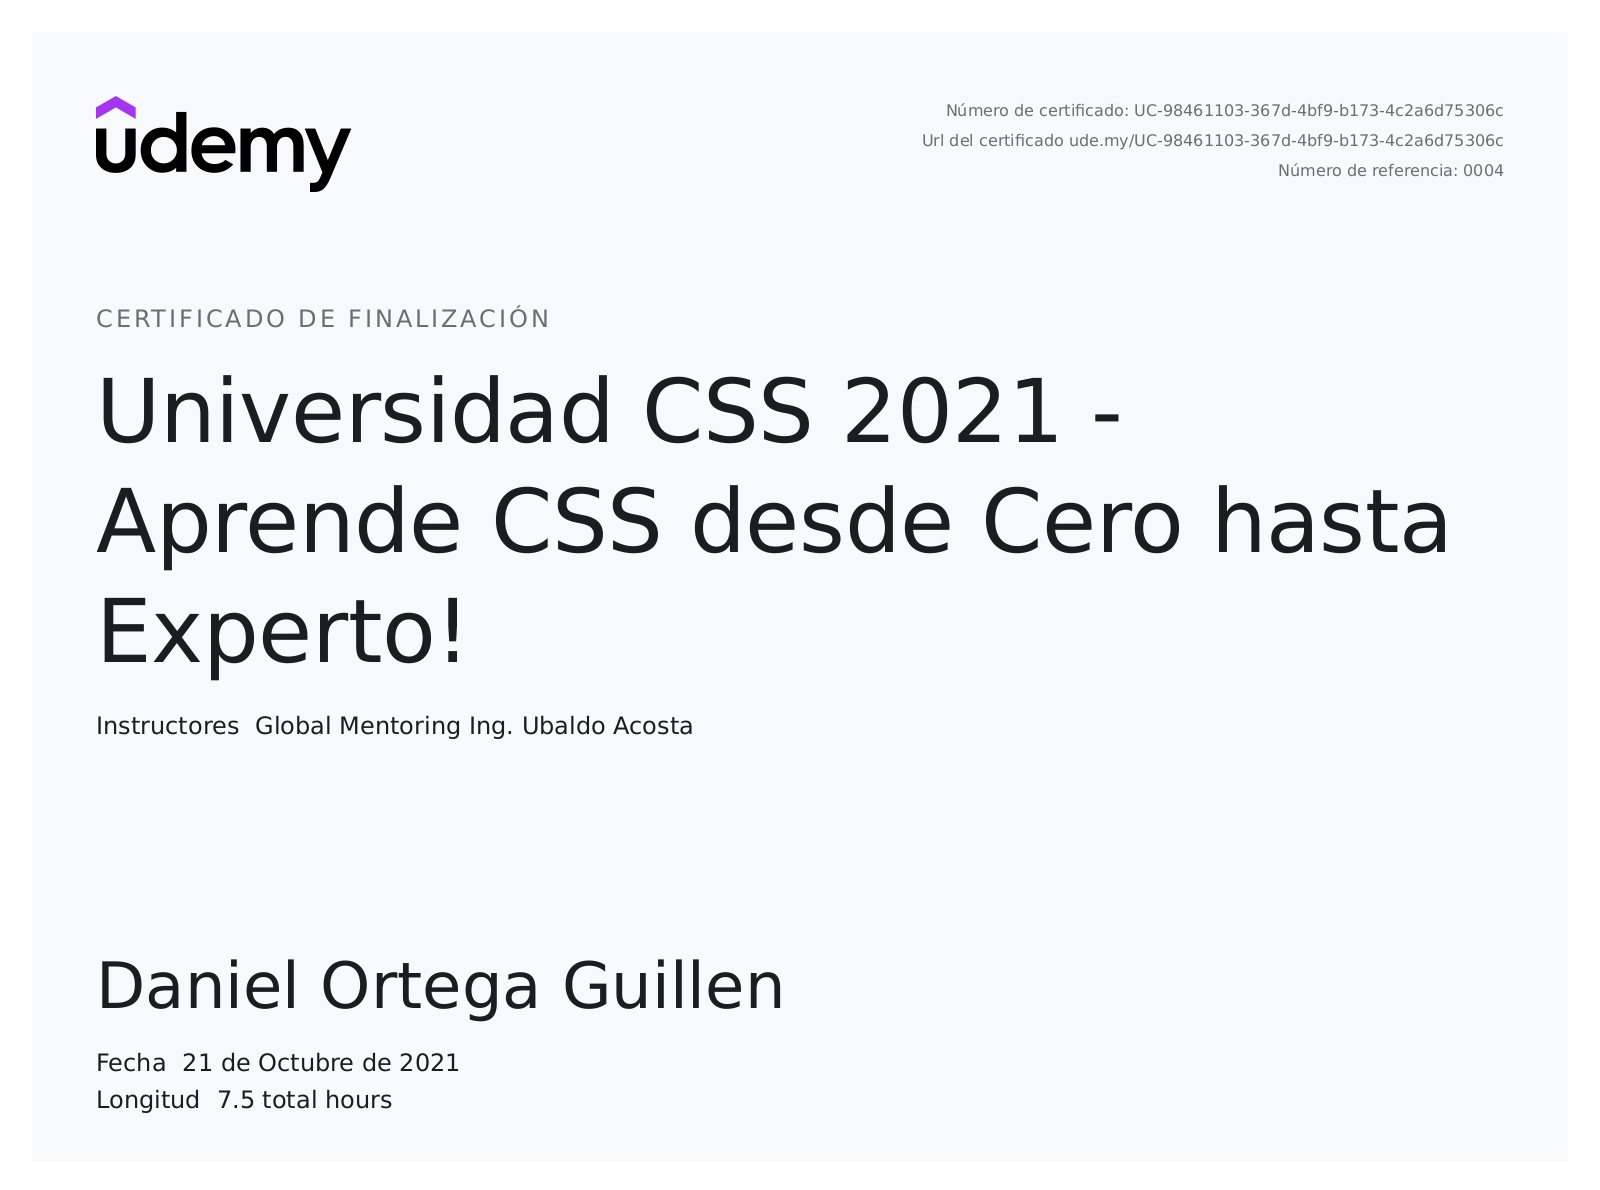 udemy
Número de certificado: UC-98461103-367d-4bf9-b173-4c2a6d75306c
Url del certificado ude.my/UC-98461103-367d-4bf9-b173-4c2a6d75306c
Número de referencia: 0004
CERTIFICADO DE FINALIZACIÓN
Universidad CSS 2021 -
Aprende CSS desde Cero hasta
Experto!
Instructores Global Mentoring Ing. Ubaldo Acosta
Daniel Ortega Guillen
Fecha 21 de Octubre de 2021
Longitud 7.5 total hours